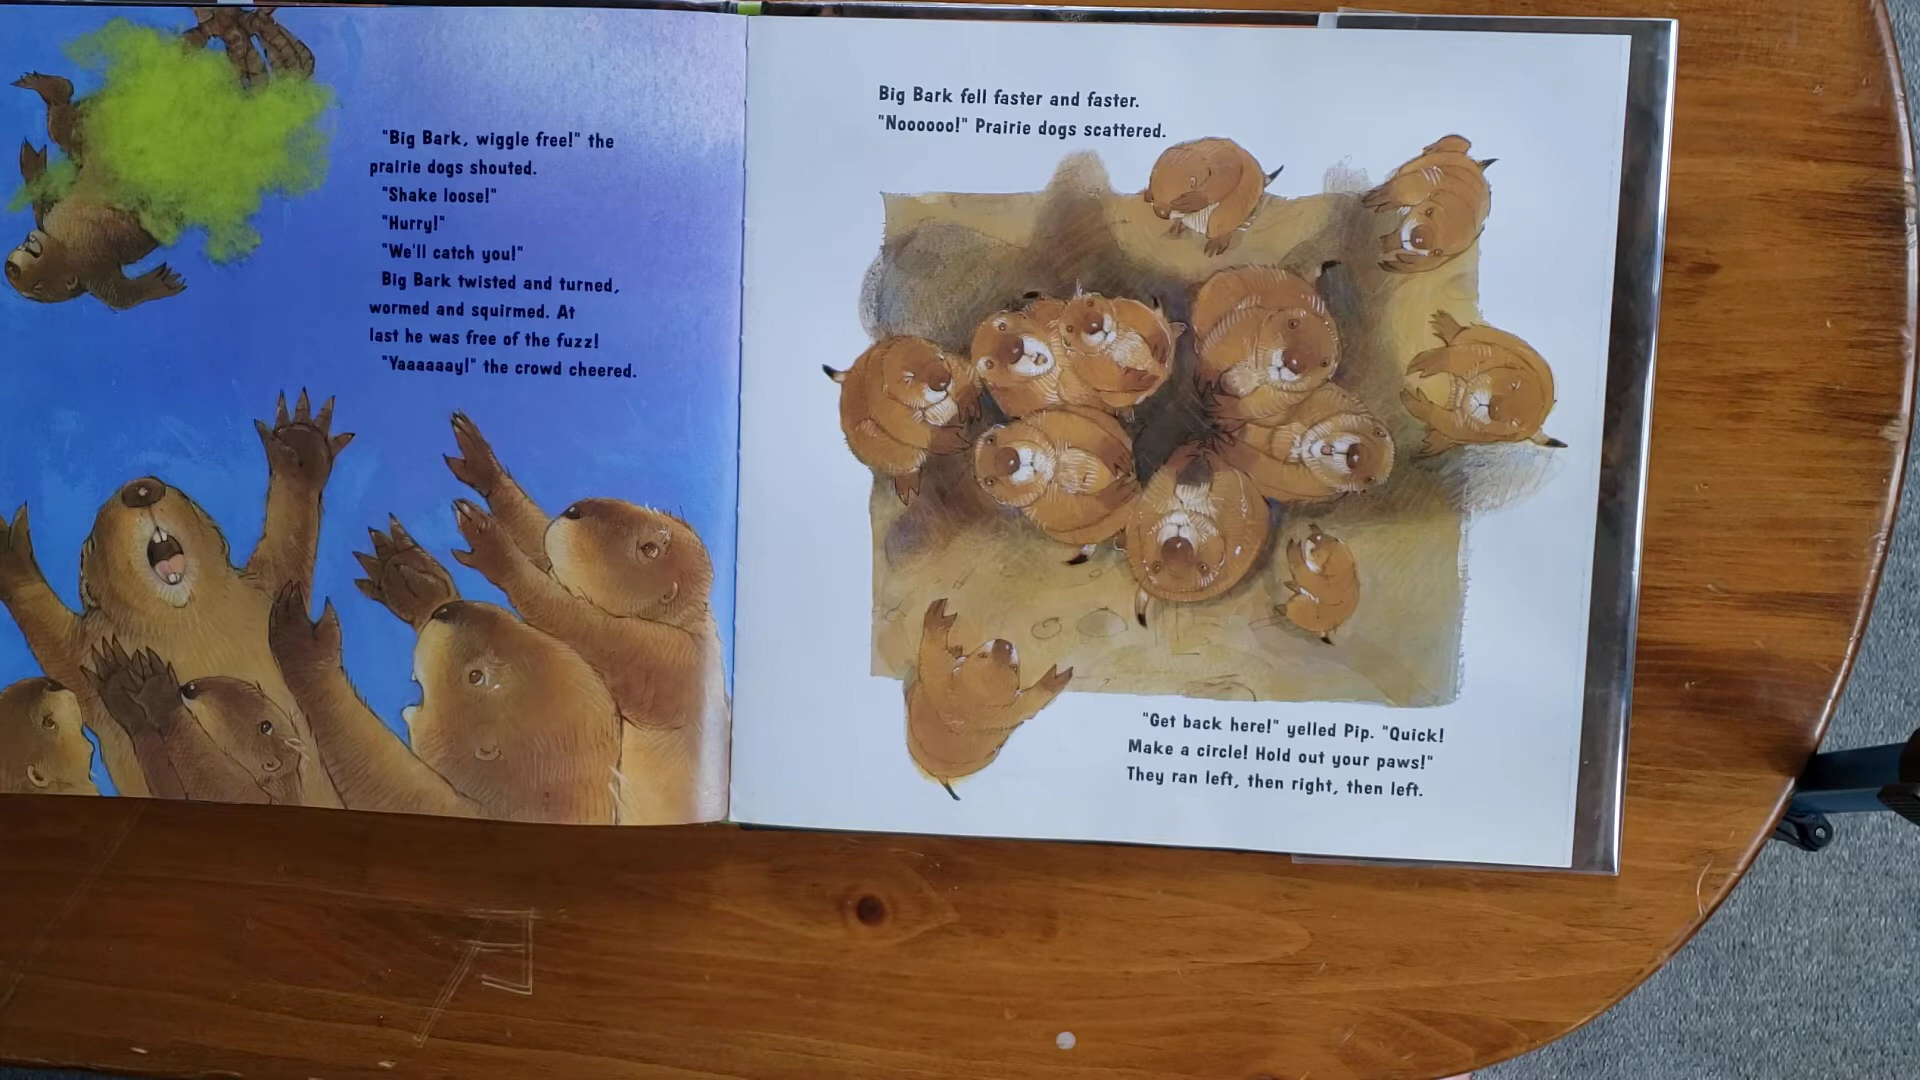 "Big Bark, wiggle free!" the
prairie dogs shouted.
"Shake loose!"
"Hurry!"
"We'll catch you!"
Big Bark twisted and turned,
wormed and squirmed. At
last he was free of the fuzz!
"Yaaaaaay!" the crowd cheered.
Big Bark fell faster and faster.
"Noooooo!" Prairie dogs scattered.
"Get back here!" yelled Pip. "Quick!
Make a circle! Hold out your paws!"
They ran left, then right, then left.